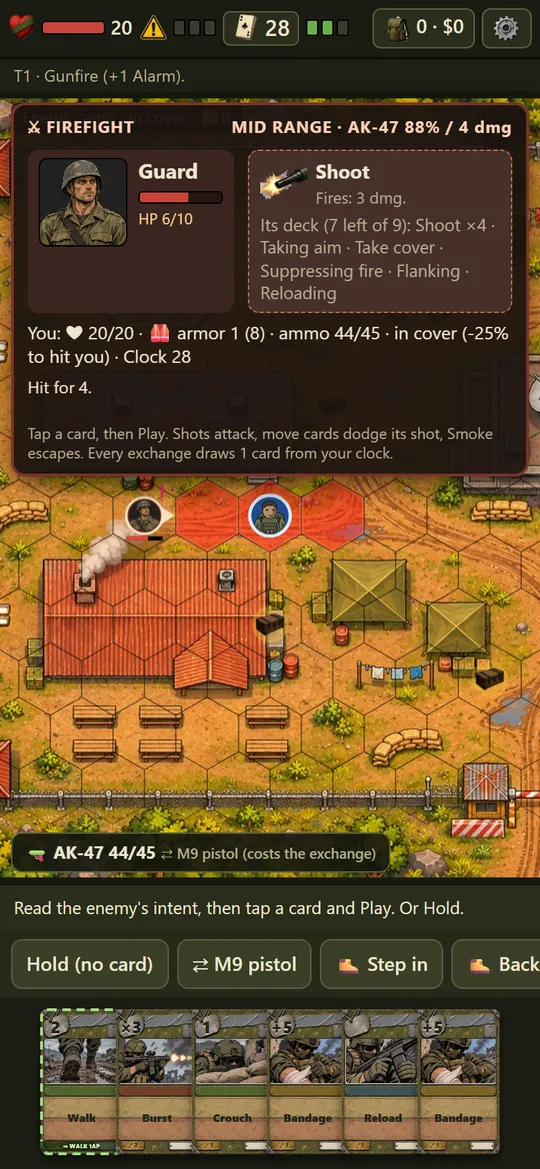 20 28 0 · $0
T1 · Gunfire (+1 Alarm).
⚔ FIREFIGHT MID RANGE · AK-47 88% / 4 dmg
Guard
HP 6/10
Shoot
Fires: 3 dmg.
Its deck (7 left of 9): Shoot ×4 ·
Taking aim · Take cover ·
Suppressing fire · Flanking ·
Reloading
You: 20/20 · armor 1 (8) · ammo 44/45 · in cover (-25%
to hit you) · Clock 28
Hit for 4.
Tap a card, then Play. Shots attack, move cards dodge its shot, Smoke
escapes. Every exchange draws 1 card from your clock.
AK-47 44/45 ⇄ M9 pistol (costs the exchange)
Read the enemy's intent, then tap a card and Play. Or Hold.
Hold (no card) ⇄ M9 pistol Step in Back
2 ×3 1 +5 +5
Walk Burst Crouch Bandage Reload Bandage
WALK 1AP